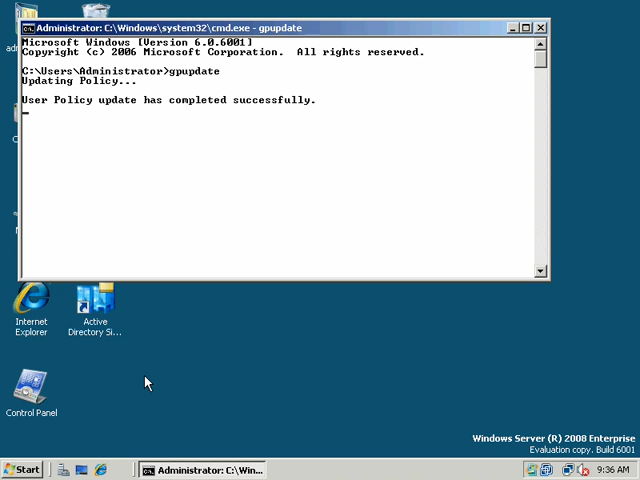 Administrator: C:\Windows\system32\cmd.exe - gpupdate
Microsoft Windows [Version 6.0.6001]
Copyright (c) 2006 Microsoft Corporation.  All rights reserved.
C:\Users\Administrator>gpupdate
Updating Policy...
User Policy update has completed successfully.
Internet
Explorer
Active
Directory Si...
Control Panel
Windows Server (R) 2008 Enterprise
Evaluation copy. Build 6001
Start
Administrator: C:\Win...
9:36 AM